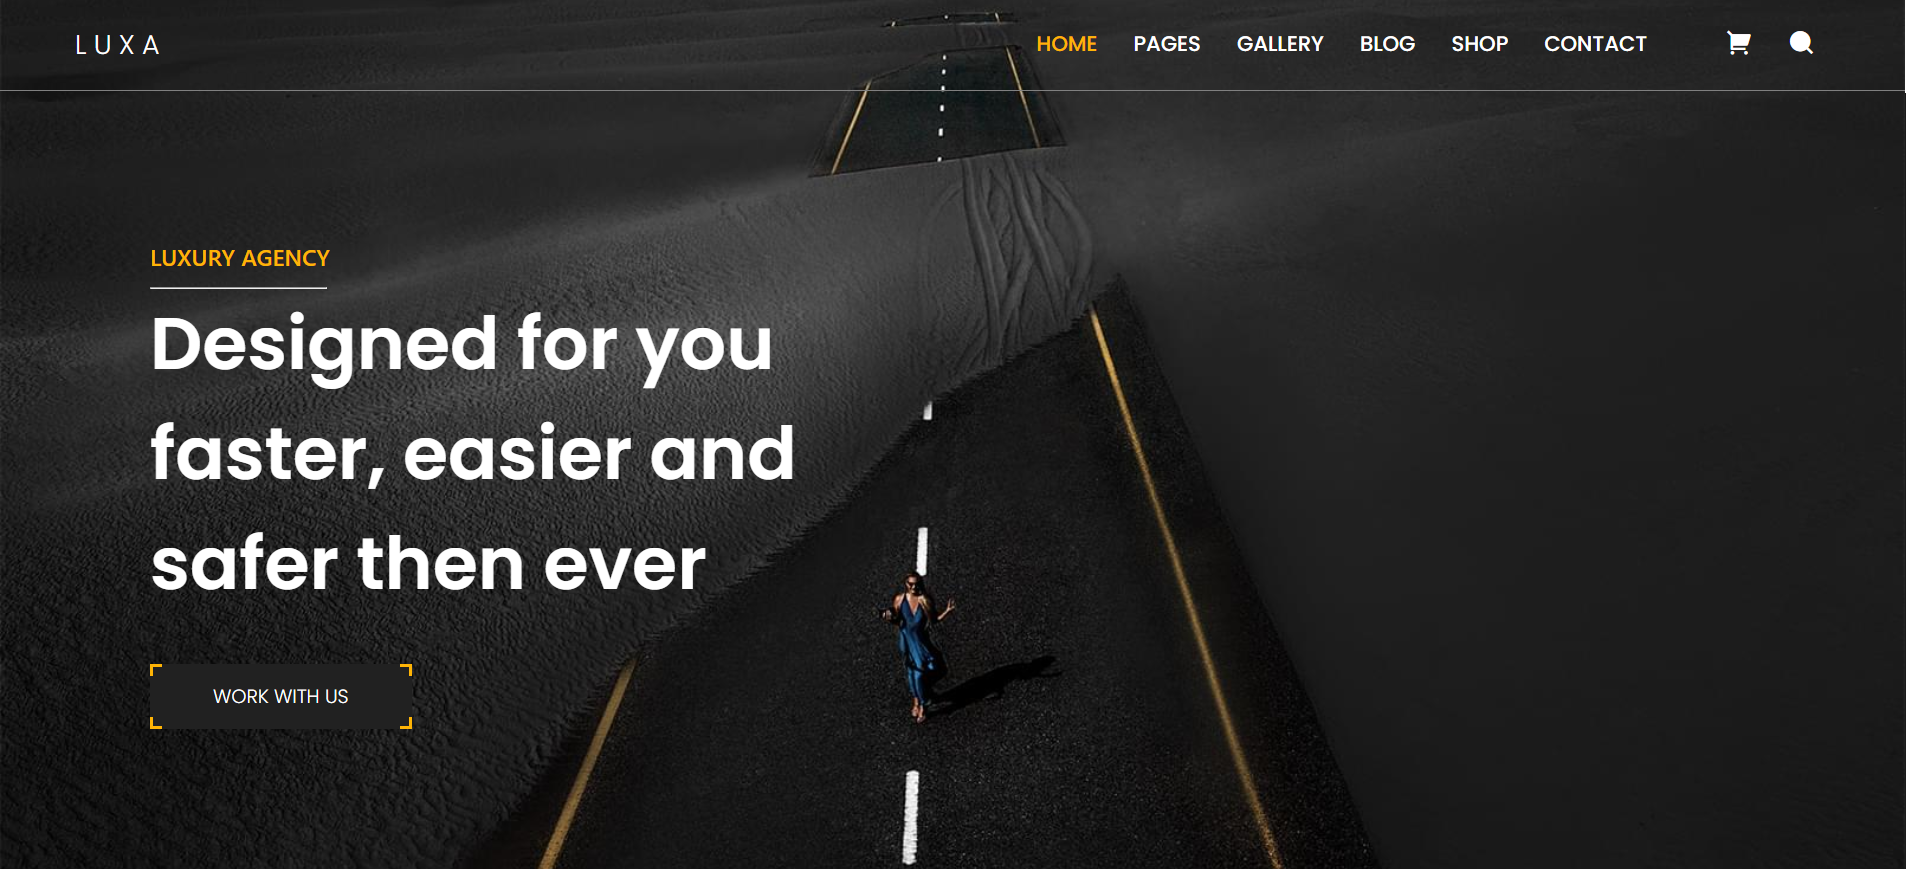 LUXA
HOME PAGES GALLERY BLOG SHOP CONTACT
LUXURY AGENCY
Designed for you
faster, easier and
safer then ever
WORK WITH US